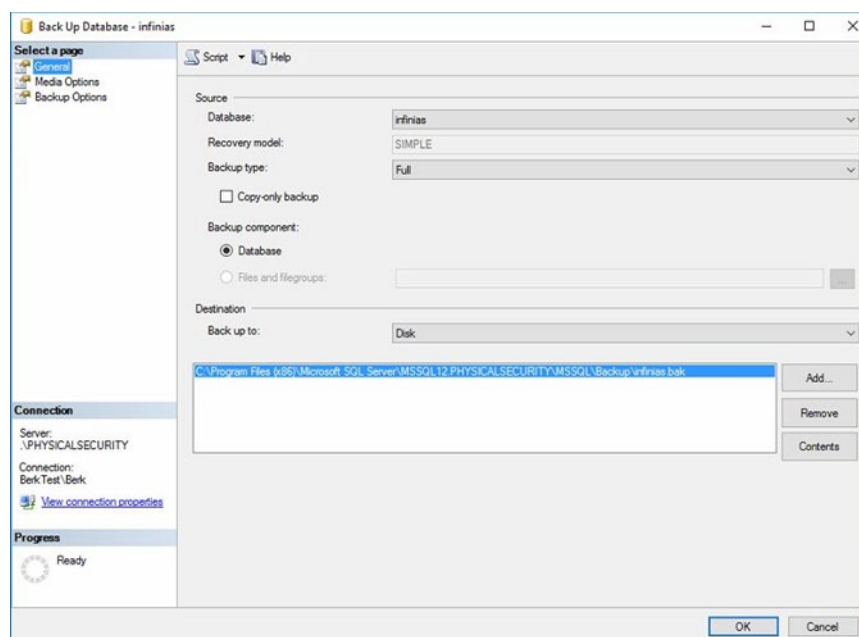 Back Up Database - infinias
Select a page
General
Media Options
Backup Options
Script
Help
Source
Database:
infinias
Recovery model:
SIMPLE
Backup type:
Full
Copy-only backup
Backup component:
Database
Files and filegroups:
...
Destination
Back up to:
Disk
C:\Program Files (x86)\Microsoft SQL Server\MSSQL12.PHYSICALSECURITY\MSSQL\Backup\infinias.bak
Add...
Remove
Contents
Connection
Server:
.\PHYSICALSECURITY
Connection:
BerkTest\Berk
View connection properties
Progress
Ready
OK
Cancel